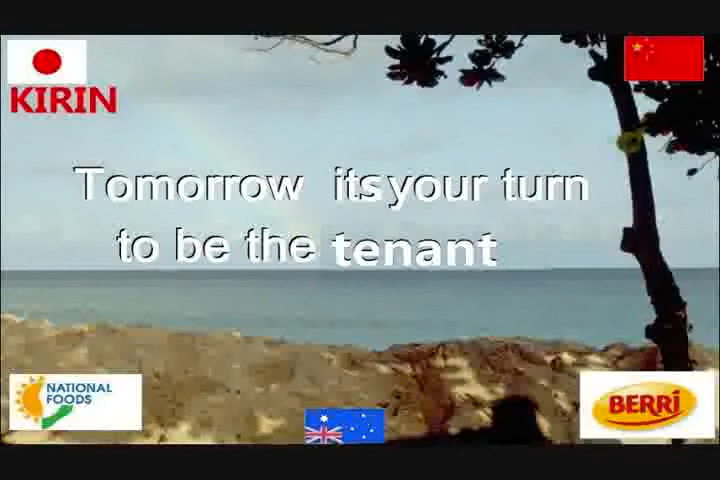 KIRIN
Tomorrow its your turn
to be the tenant
NATIONAL
FOODS
BERRI